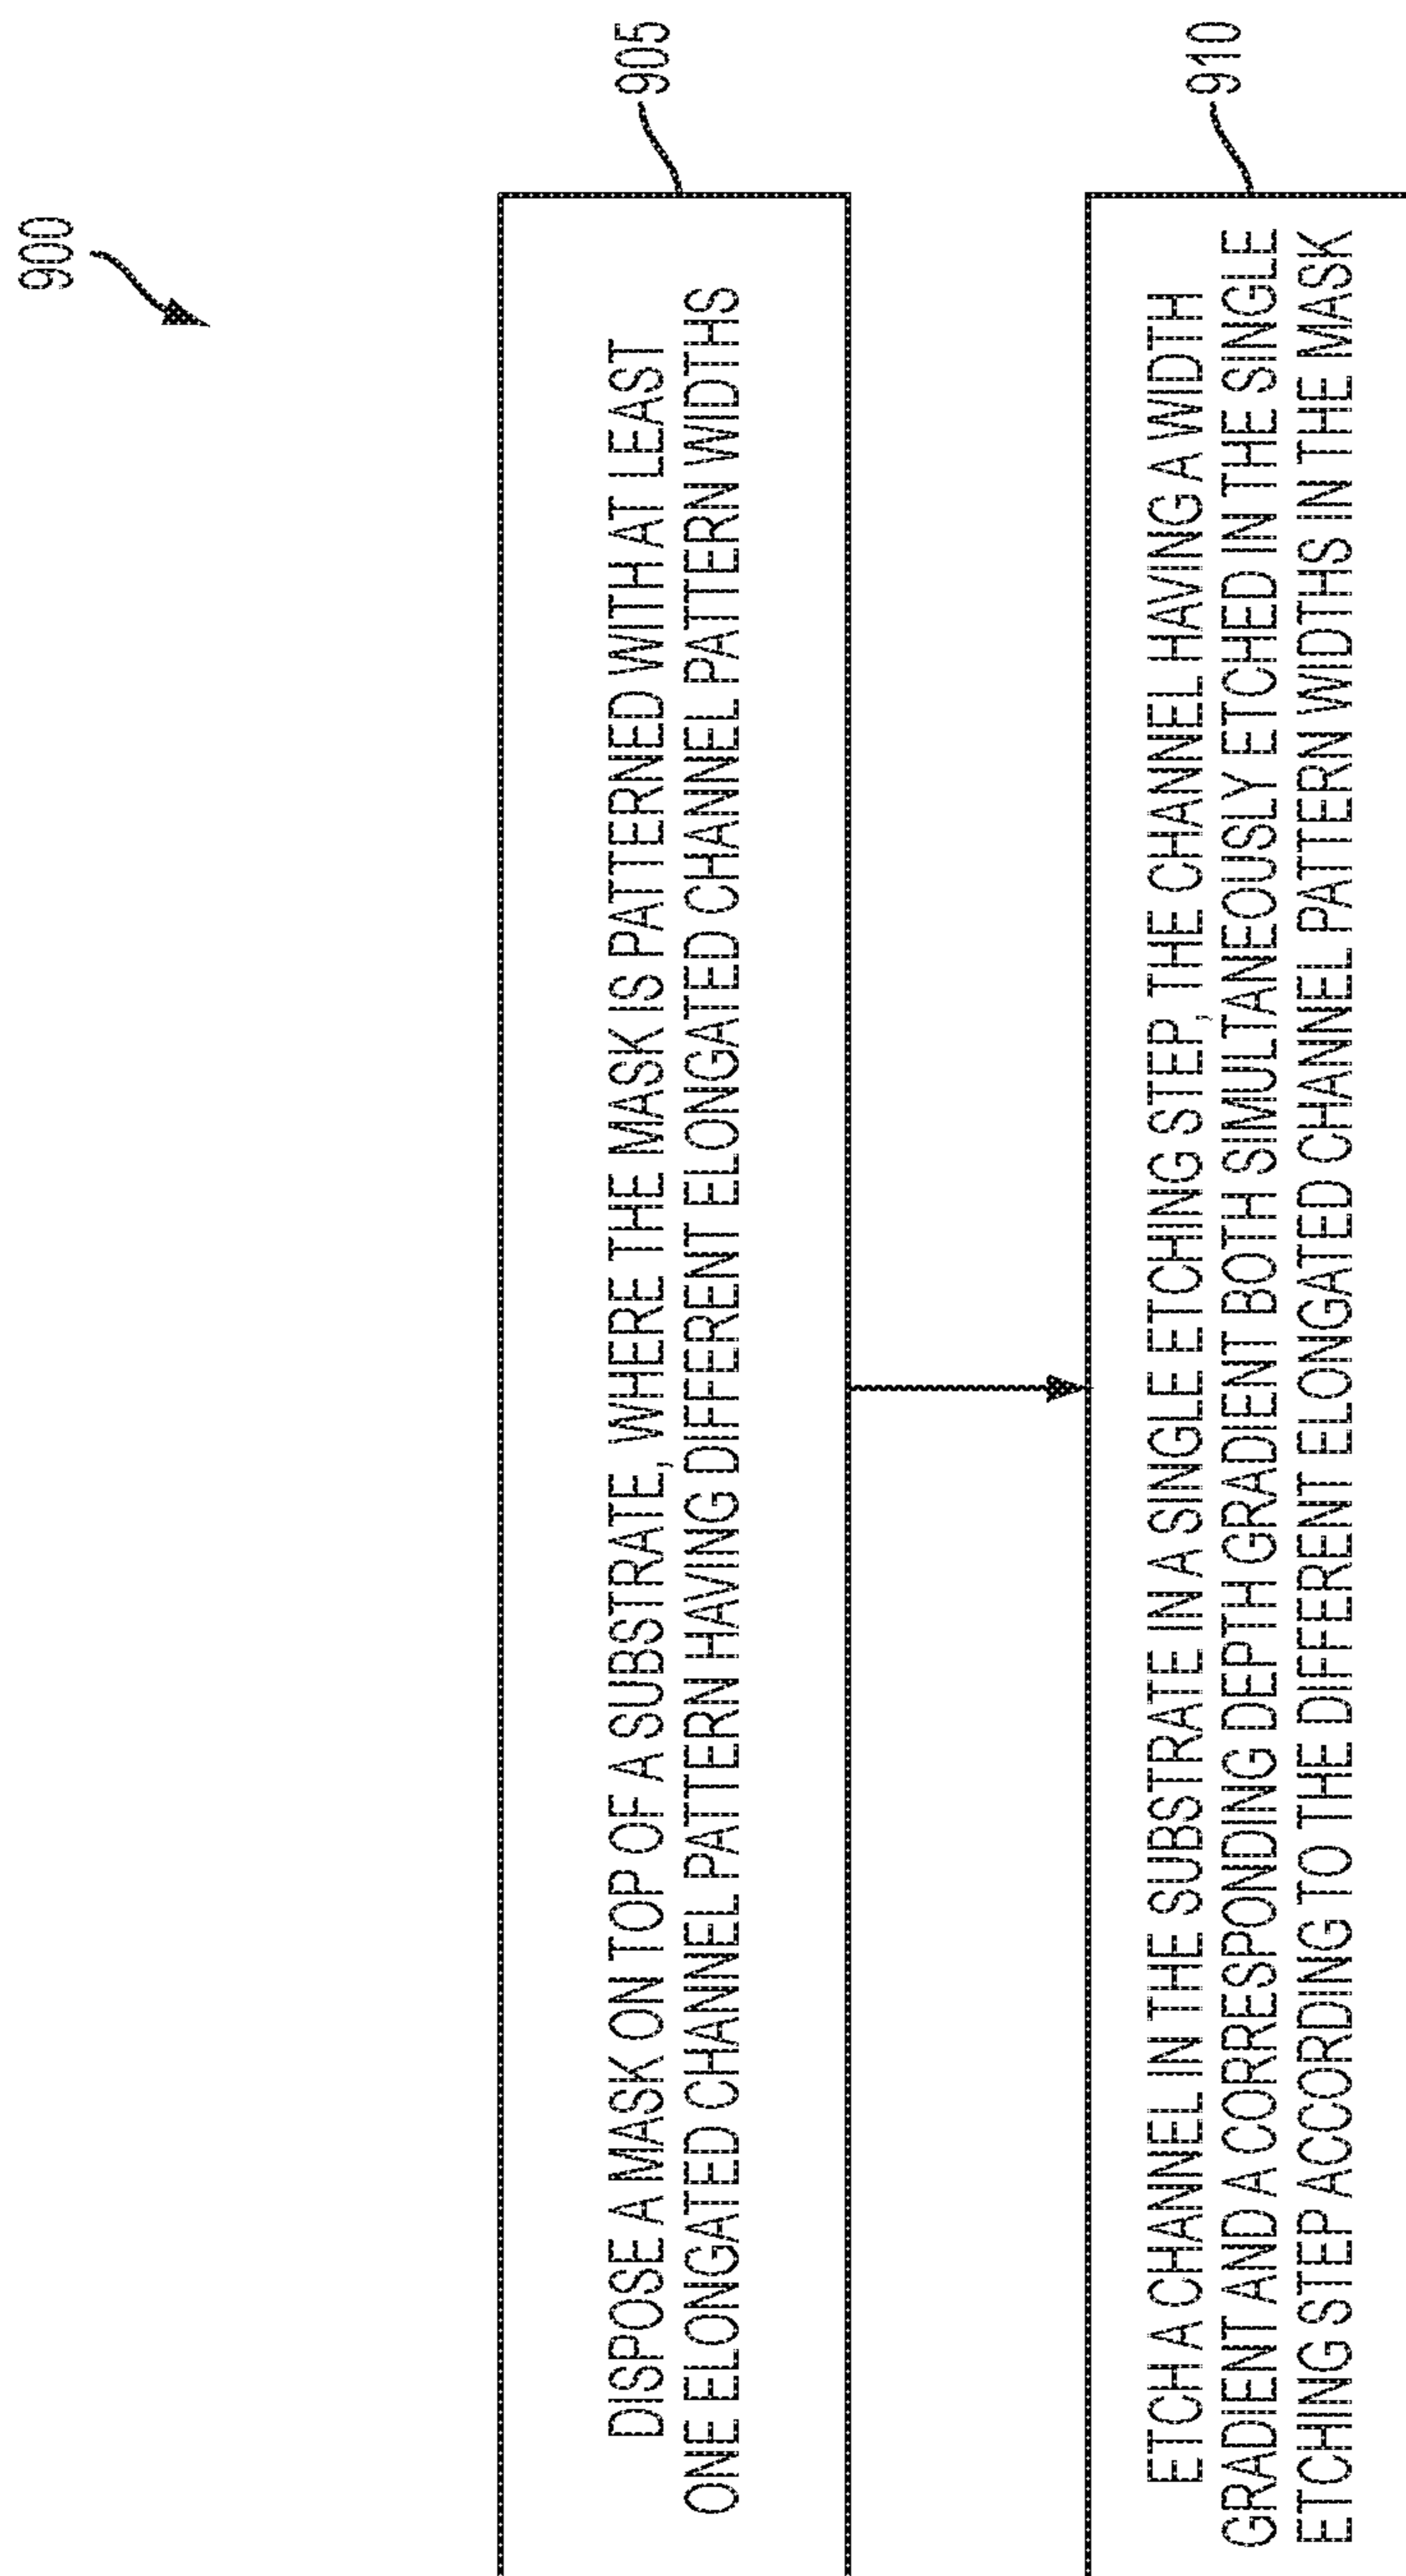 900
905
DISPOSE A MASK ON TOP OF A SUBSTRATE, WHERE THE MASK IS PATTERNED WITH AT LEAST
ONE ELONGATED CHANNEL PATTERN HAVING DIFFERENT ELONGATED CHANNEL PATTERN WIDTHS
910
ETCH A CHANNEL IN THE SUBSTRATE IN A SINGLE ETCHING STEP, THE CHANNEL HAVING A WIDTH
GRADIENT AND A CORRESPONDING DEPTH GRADIENT BOTH SIMULTANEOUSLY ETCHED IN THE SINGLE
ETCHING STEP ACCORDING TO THE DIFFERENT ELONGATED CHANNEL PATTERN WIDTHS IN THE MASK